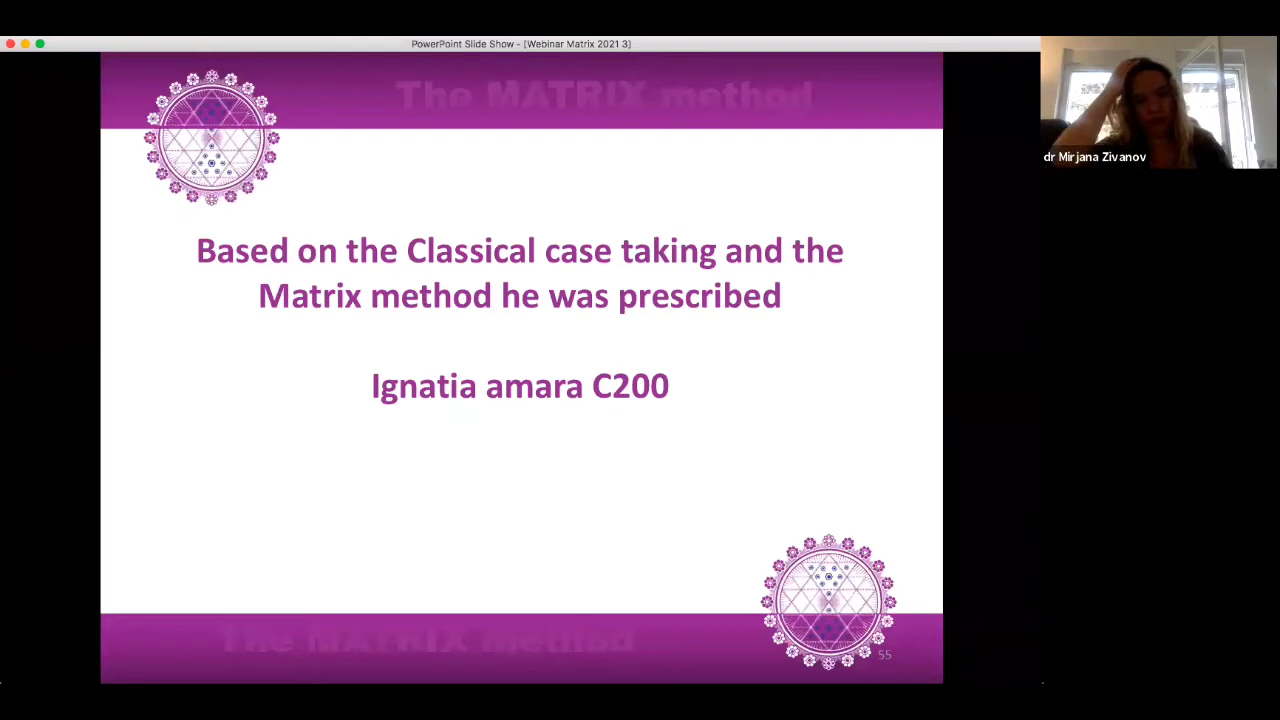 PowerPoint Slide Show - [Webinar Matrix 2021 3]
The MATRIX method
dr Mirjana Zivanov
Based on the Classical case taking and the
Matrix method he was prescribed
Ignatia amara C200
The MATRIX method
55